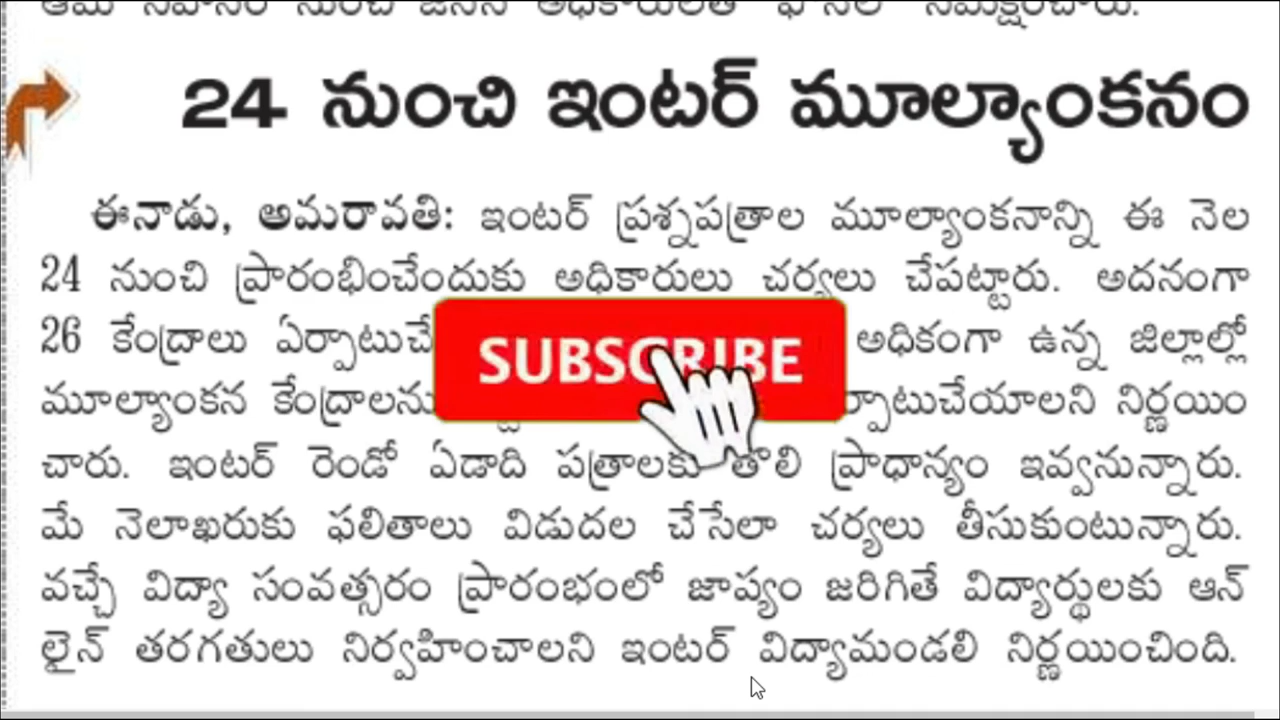 24 నుంచి ఇంటర్ మూల్యాంకనం
ఈనాడు, అమరావతి: ఇంటర్ ప్రశ్నపత్రాల మూల్యాంకనాన్ని ఈ నెల
24 నుంచి ప్రారంభించేందుకు అధికారులు చర్యలు చేపట్టారు. అదనంగా
26 కేంద్రాలు ఏర్పాటుచే అధికంగా ఉన్న జిల్లాల్లో
SUBSCRIBE
మూల్యాంకన కేంద్రాలను ర్పాటుచేయాలని నిర్ణయిం
చారు. ఇంటర్ రెండో ఏడాది పత్రాలకు తొలి ప్రాధాన్యం ఇవ్వనున్నారు.
మే నెలాఖరుకు ఫలితాలు విడుదల చేసేలా చర్యలు తీసుకుంటున్నారు.
వచ్చే విద్యా సంవత్సరం ప్రారంభంలో జాప్యం జరిగితే విద్యార్థులకు ఆన్
లైన్ తరగతులు నిర్వహించాలని ఇంటర్ విద్యామండలి నిర్ణయించింది.